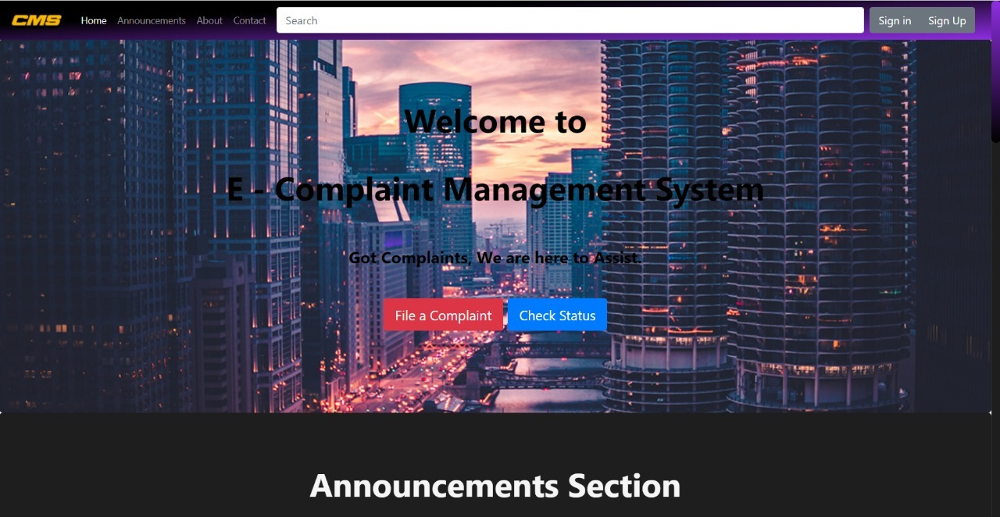 CMS Home Announcements About Contact Search Sign in Sign Up
Welcome to
E - Complaint Management System
Got Complaints, We are here to Assist.
File a Complaint Check Status
Announcements Section